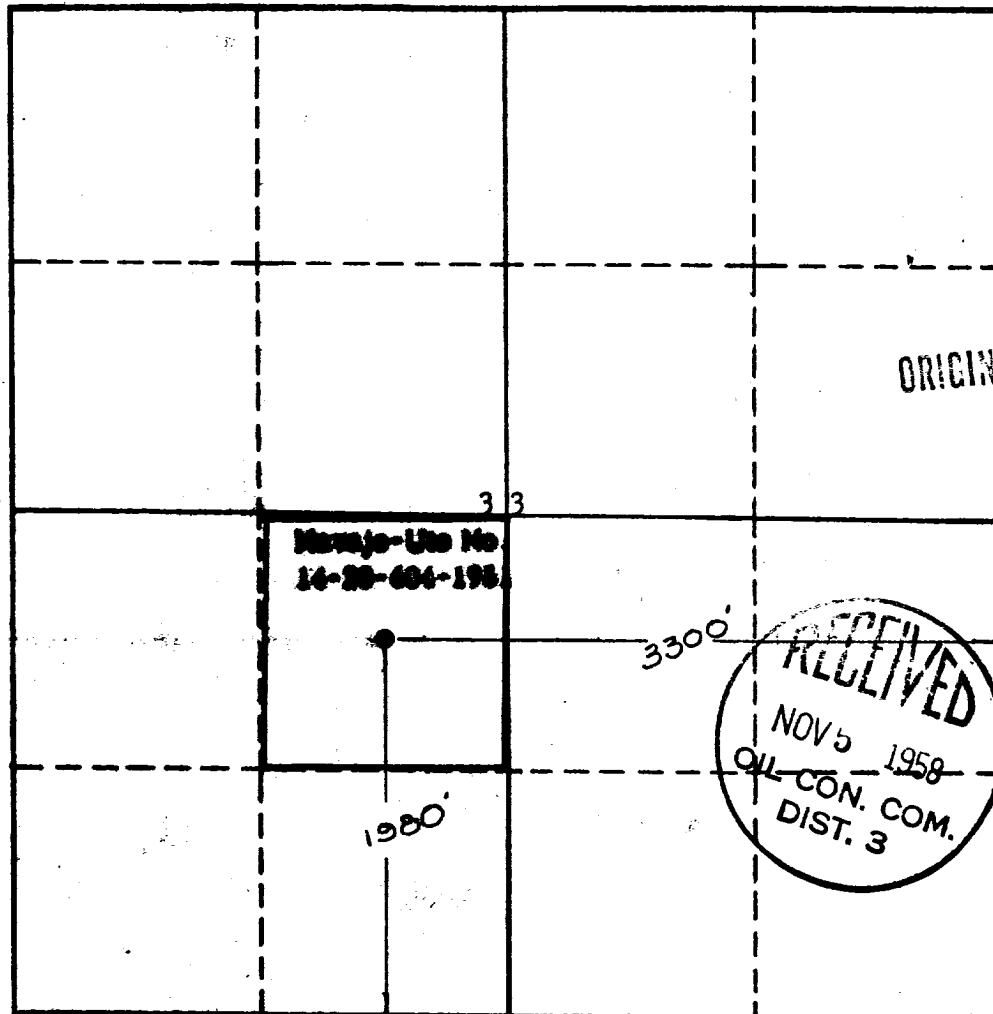 ORIGIN
3 3
Navajo-Ute No.
14-20-604-195
3300'
RECEIVED
NOV 5 1958
OIL CON. COM.
DIST. 3
1980'